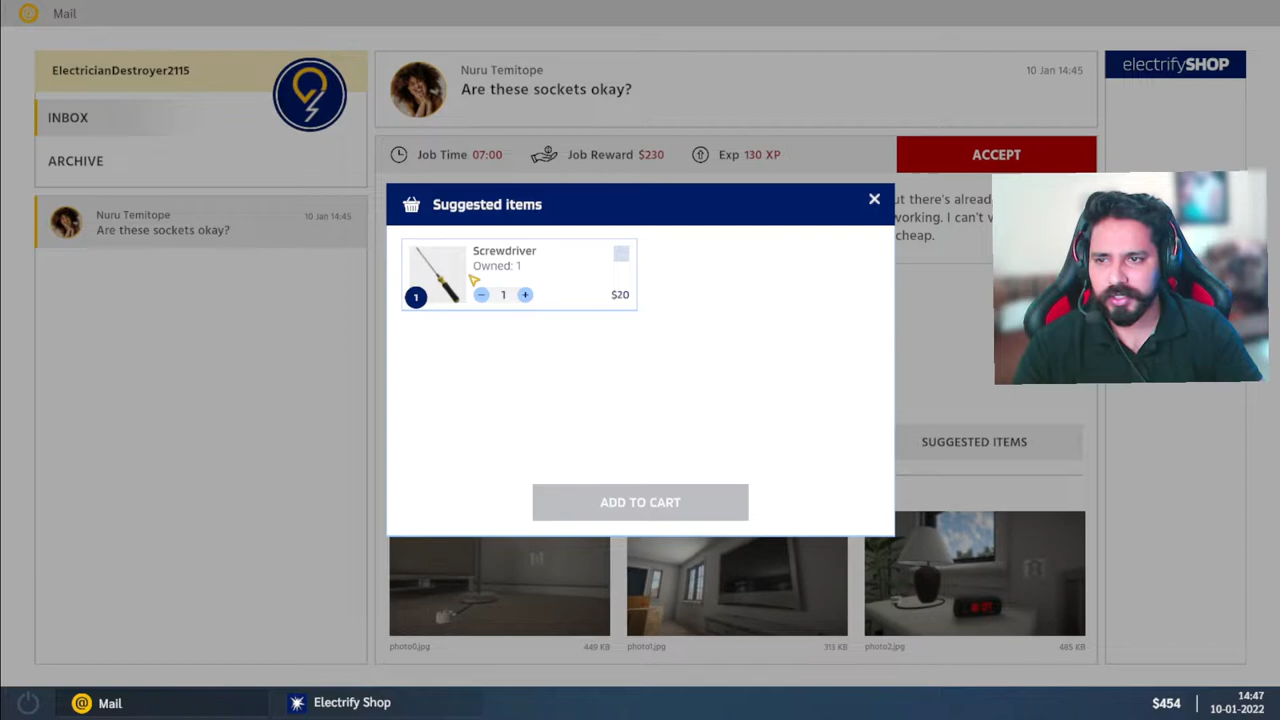 Mail
ElectricianDestroyer2115
INBOX
ARCHIVE
Nuru Temitope
10 Jan 14:45
Are these sockets okay?
Nuru Temitope
10 Jan 14:45
Are these sockets okay?
electrifySHOP
Job Time 07:00
Job Reward $230
Exp 130 XP
ACCEPT
ut there's alread
working. I can't w
cheap.
Suggested items
Screwdriver
Owned: 1
1
1
$20
ADD TO CART
SUGGESTED ITEMS
photo0.jpg
449 KB
photo1.jpg
313 KB
photo2.jpg
485 KB
Mail
Electrify Shop
$454
14:47
10-01-2022